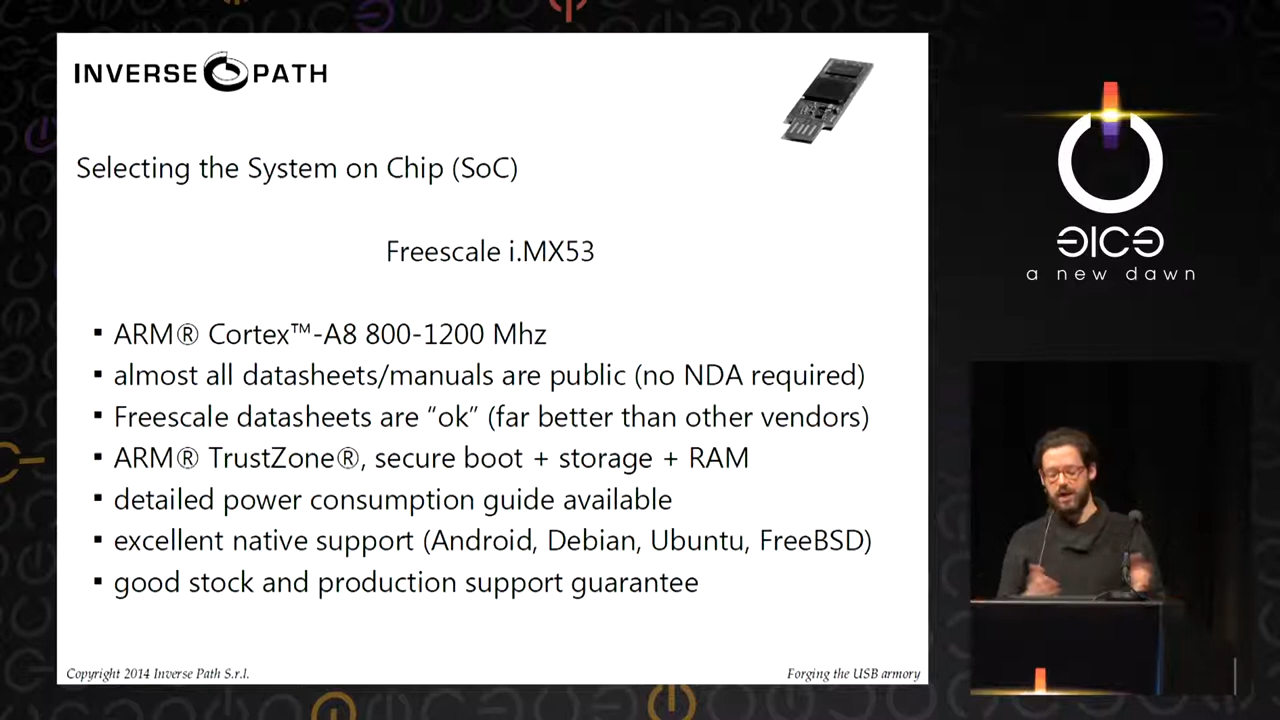 INVERSE PATH
Selecting the System on Chip (SoC)
Freescale i.MX53
▪ ARM® Cortex™-A8 800-1200 Mhz
▪ almost all datasheets/manuals are public (no NDA required)
▪ Freescale datasheets are “ok” (far better than other vendors)
▪ ARM® TrustZone®, secure boot + storage + RAM
▪ detailed power consumption guide available
▪ excellent native support (Android, Debian, Ubuntu, FreeBSD)
▪ good stock and production support guarantee
Copyright 2014 Inverse Path S.r.l.
Forging the USB armory
a new dawn